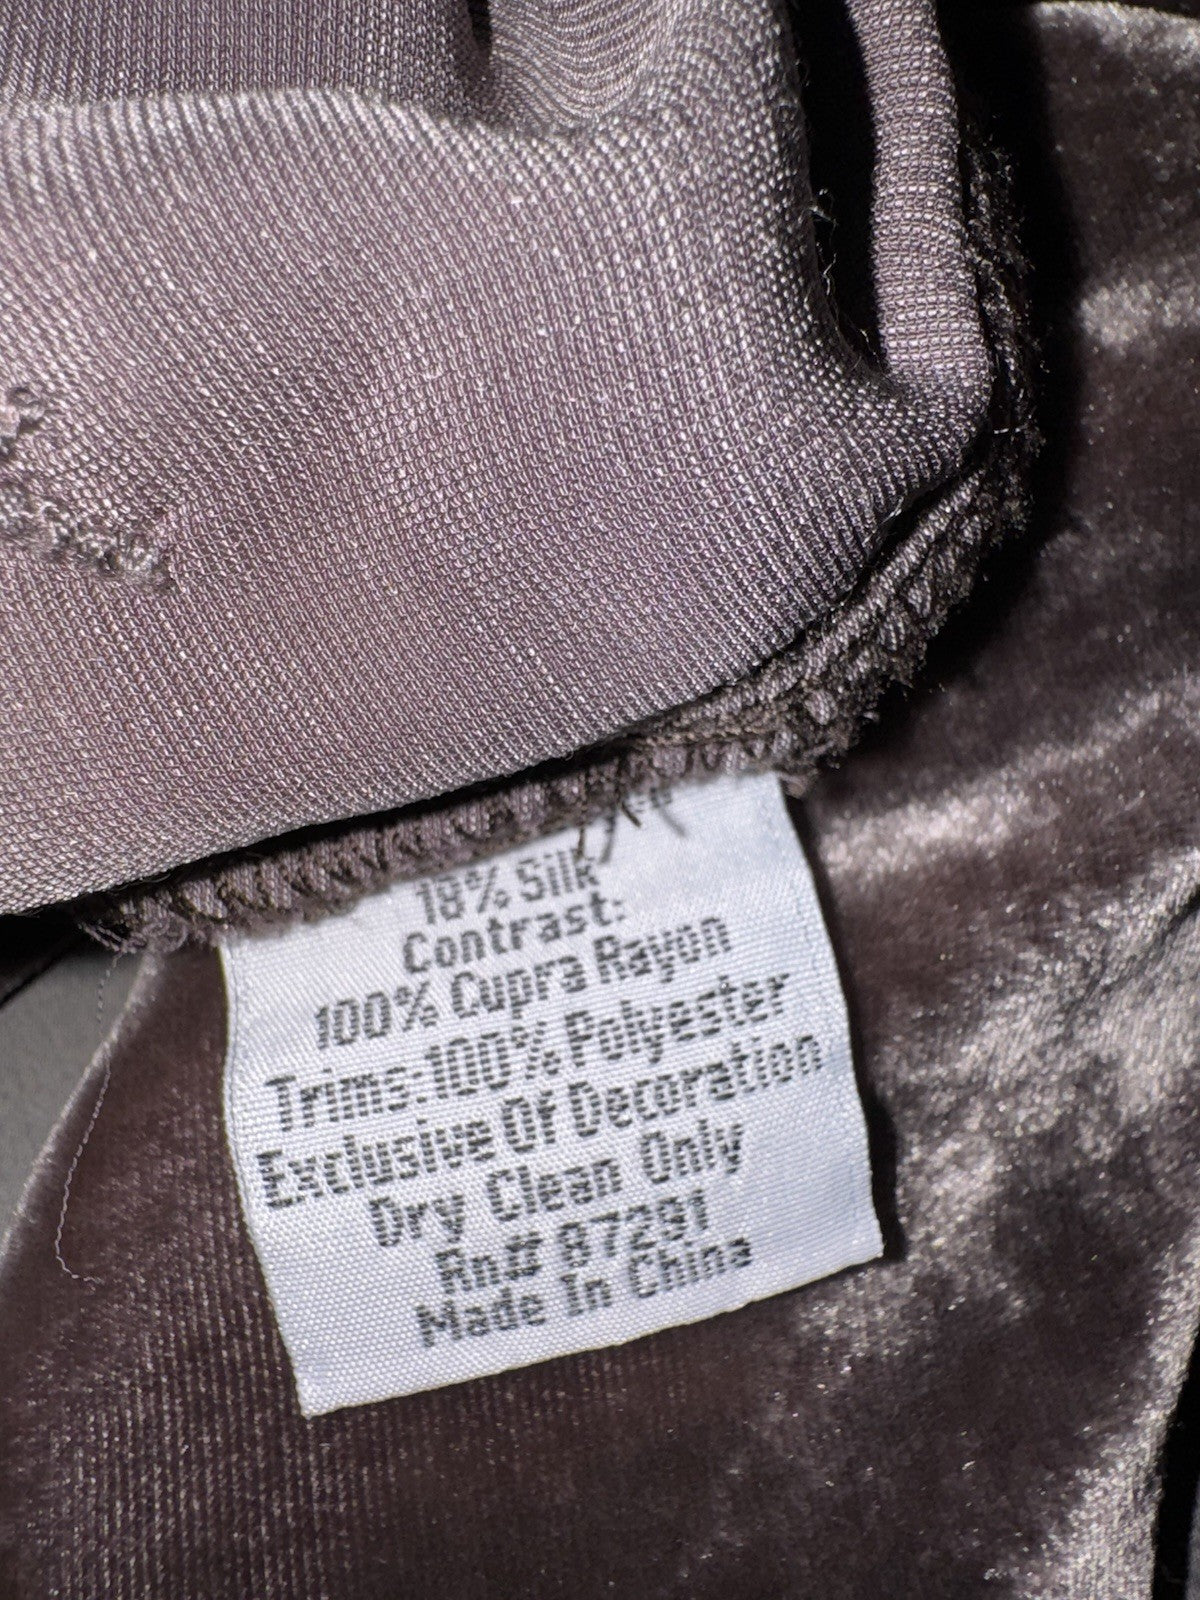 18% Silk
Contrast:
100% Cupra Rayon
Trims:100% Polyester
Exclusive Of Decoration
Dry Clean Only
Rn# 97291
Made In China